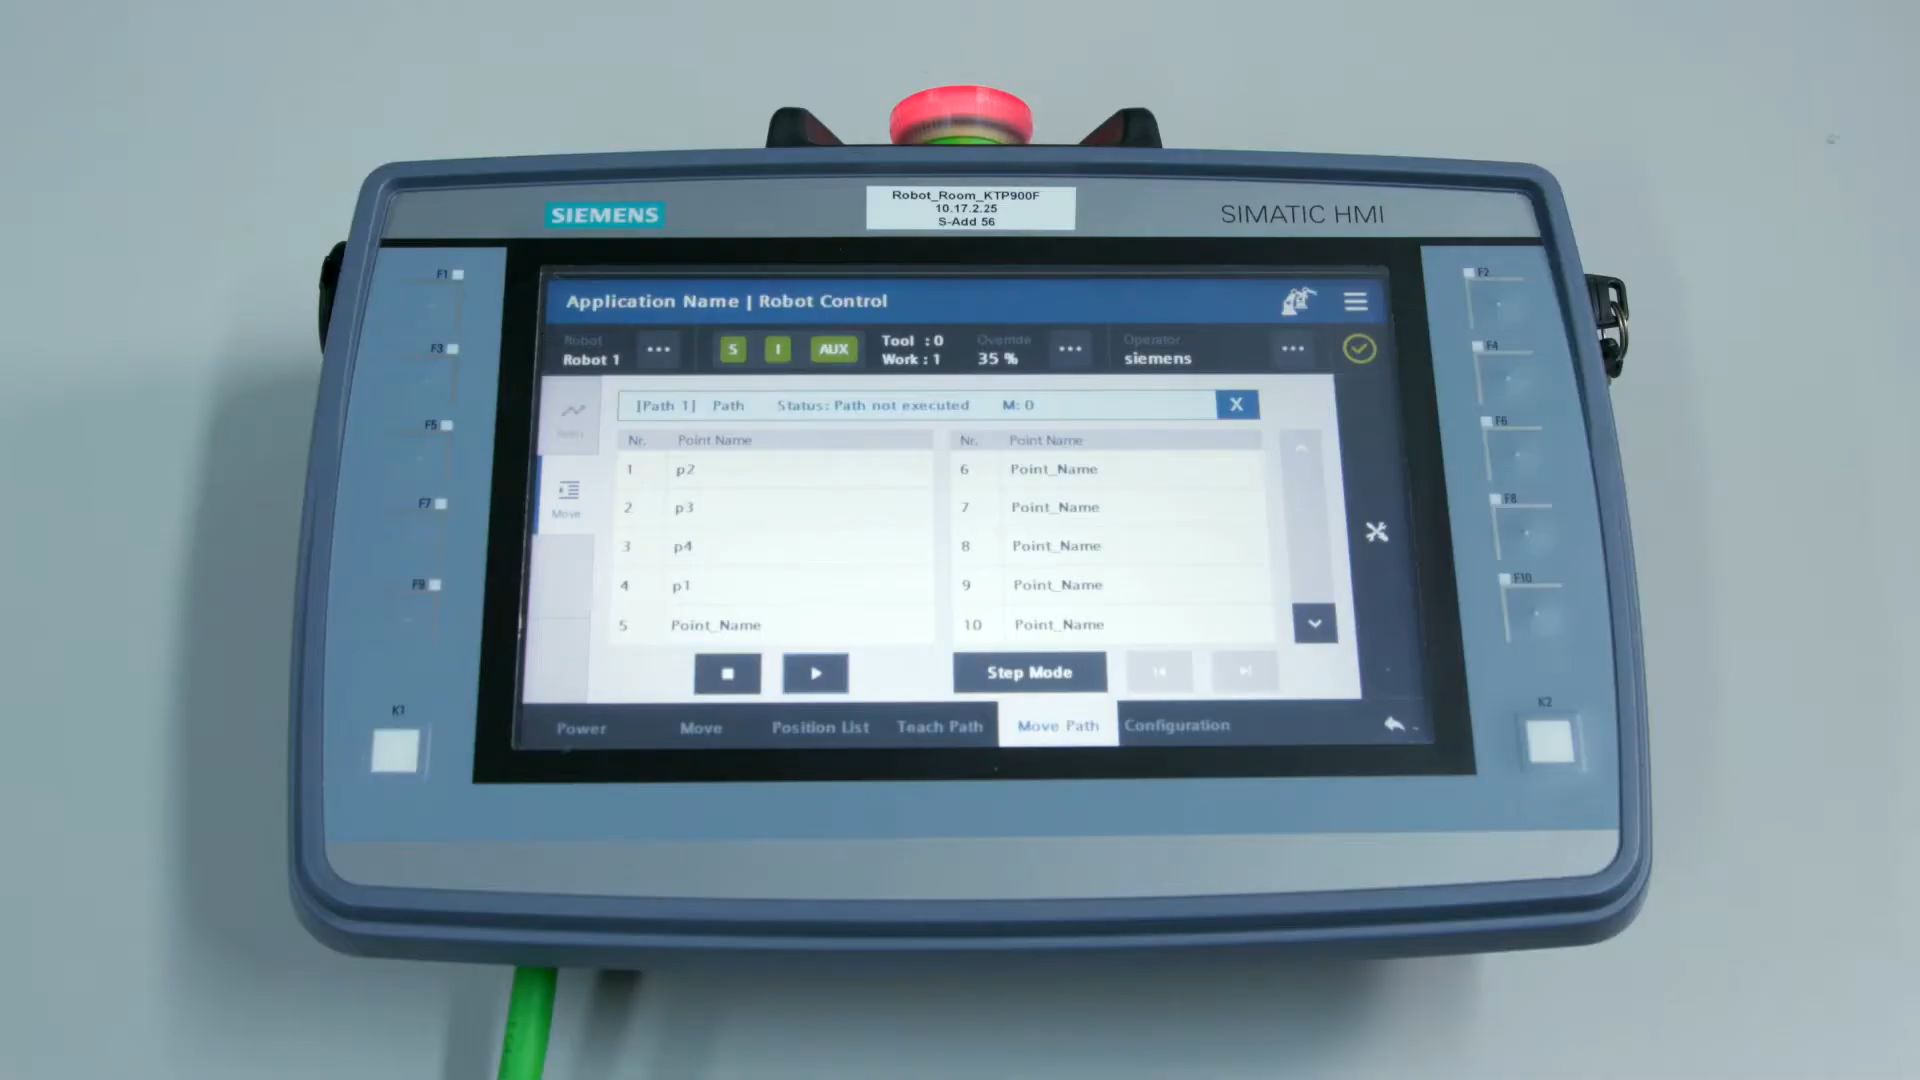 Robot_Room_KTP900F
10.17.2.25
S-Add 56
SIEMENS
SIMATIC HMI
F1
F2
F3
F4
F5
F6
F7
F8
F9
F10
K1
K2
Application Name | Robot Control
Robot
Robot 1
S I AUX
Tool : 0
Work : 1
Override
35 %
Operator
siemens
[Path 1] Path Status: Path not executed M: 0 X
Nr. Point Name Nr. Point Name
1 p2 6 Point_Name
2 p3 7 Point_Name
3 p4 8 Point_Name
4 p1 9 Point_Name
5 Point_Name 10 Point_Name
Move
Step Mode
Power Move Position List Teach Path Move Path Configuration